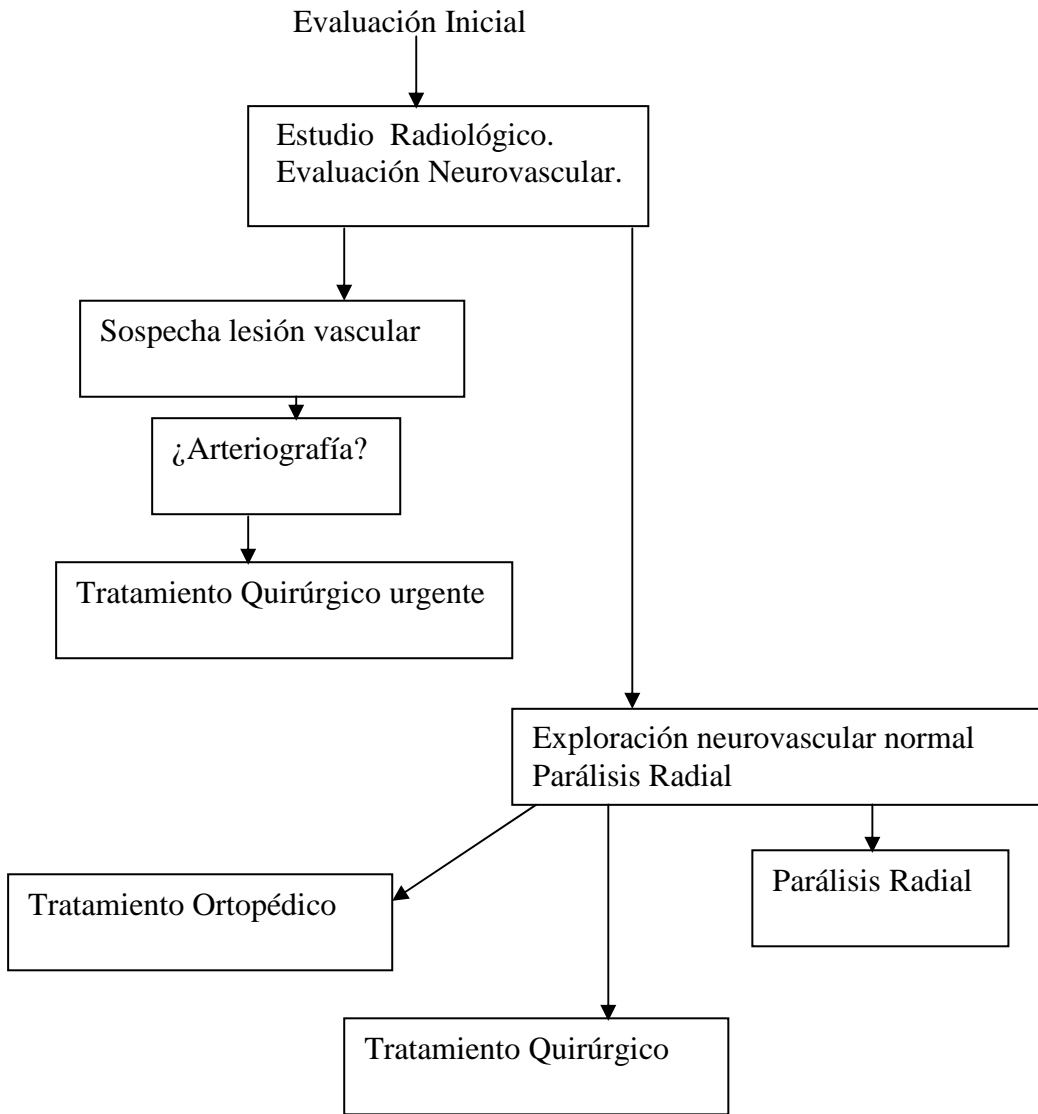 Evaluación Inicial
Estudio Radiológico.
Evaluación Neurovascular.
Sospecha lesión vascular
¿Arteriografía?
Tratamiento Quirúrgico urgente
Exploración neurovascular normal
Parálisis Radial
Parálisis Radial
Tratamiento Ortopédico
Tratamiento Quirúrgico